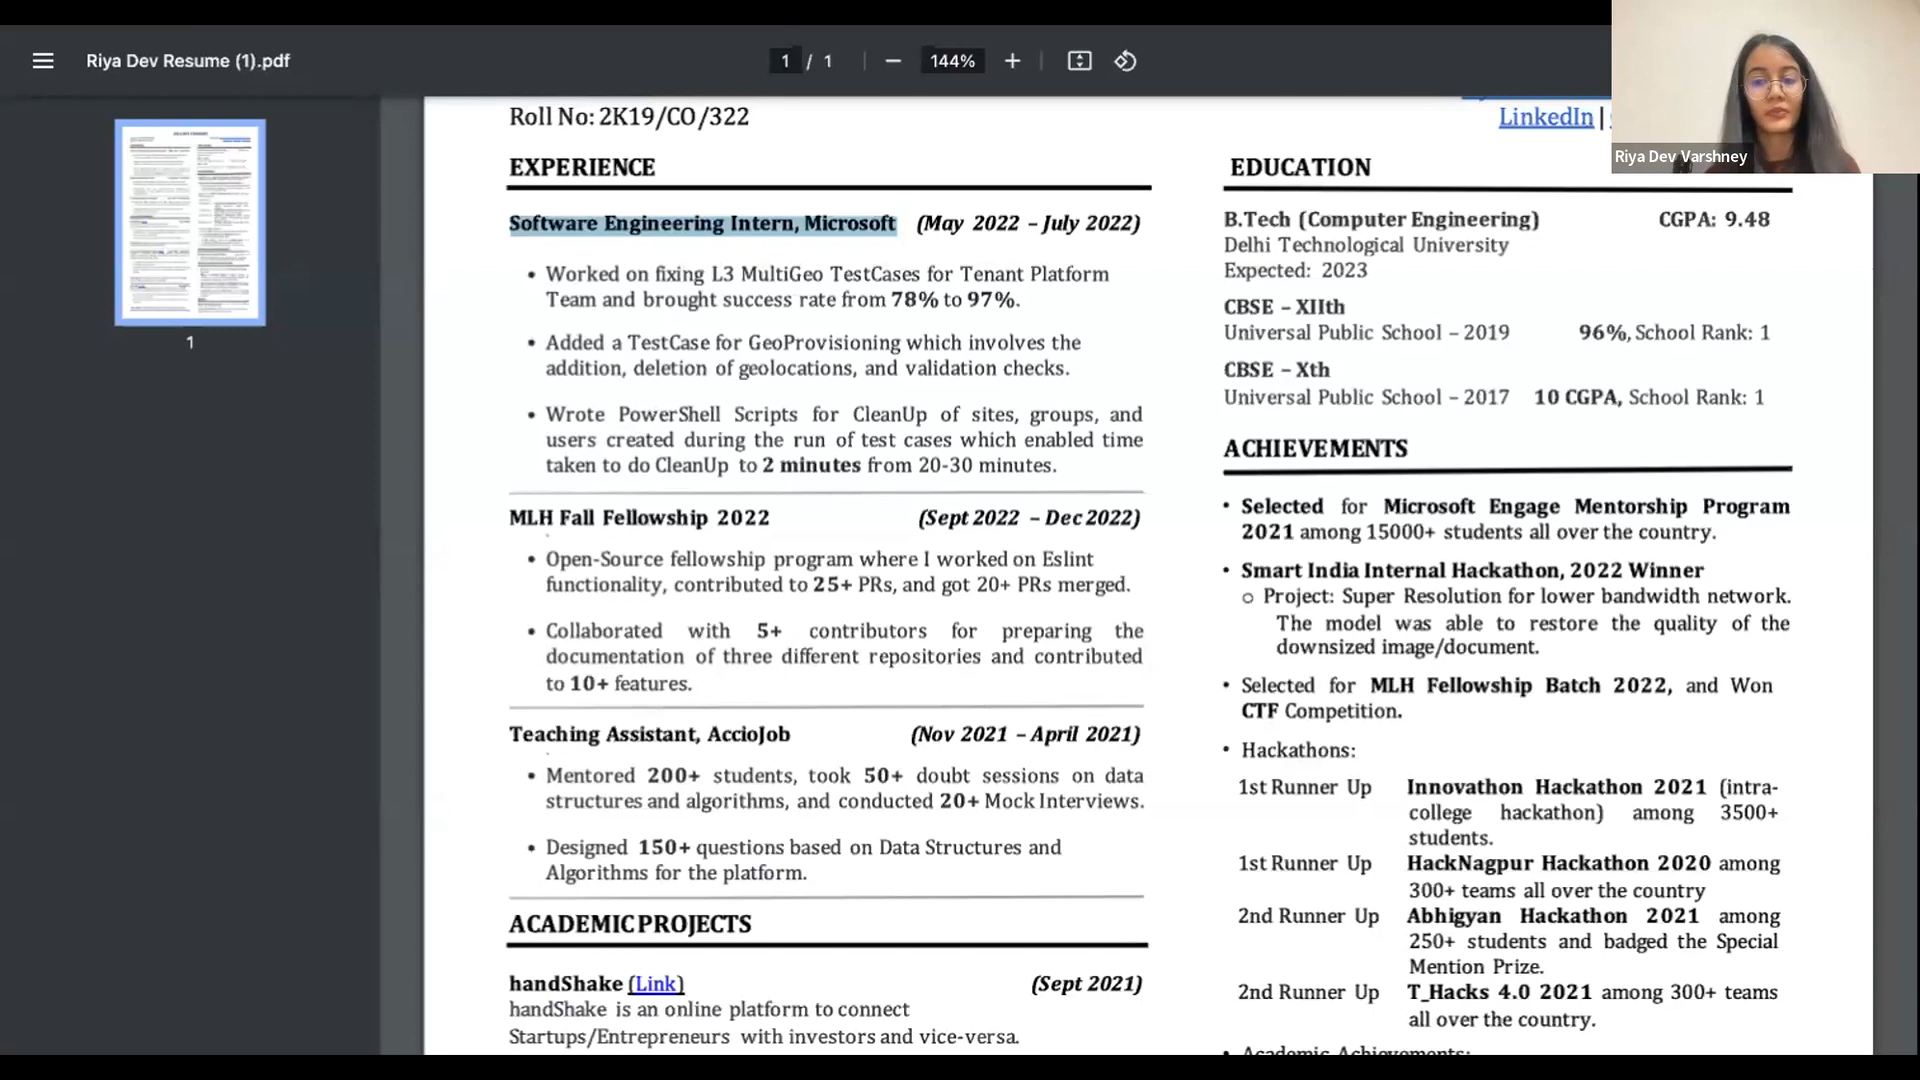 Riya Dev Resume (1).pdf
1 / 1
144%
Riya Dev Varshney
1
Roll No: 2K19/CO/322
LinkedIn |
EXPERIENCE
Software Engineering Intern, Microsoft (May 2022 – July 2022)
• Worked on fixing L3 MultiGeo TestCases for Tenant Platform
Team and brought success rate from 78% to 97%.
• Added a TestCase for GeoProvisioning which involves the
addition, deletion of geolocations, and validation checks.
• Wrote PowerShell Scripts for CleanUp of sites, groups, and
users created during the run of test cases which enabled time
taken to do CleanUp to 2 minutes from 20-30 minutes.
MLH Fall Fellowship 2022 (Sept 2022 – Dec 2022)
• Open-Source fellowship program where I worked on Eslint
functionality, contributed to 25+ PRs, and got 20+ PRs merged.
• Collaborated with 5+ contributors for preparing the
documentation of three different repositories and contributed
to 10+ features.
Teaching Assistant, AccioJob (Nov 2021 – April 2021)
• Mentored 200+ students, took 50+ doubt sessions on data
structures and algorithms, and conducted 20+ Mock Interviews.
• Designed 150+ questions based on Data Structures and
Algorithms for the platform.
ACADEMIC PROJECTS
handShake (Link) (Sept 2021)
handShake is an online platform to connect
Startups/Entrepreneurs with investors and vice-versa.
EDUCATION
B.Tech (Computer Engineering) CGPA: 9.48
Delhi Technological University
Expected: 2023
CBSE – XIIth
Universal Public School – 2019 96%, School Rank: 1
CBSE – Xth
Universal Public School – 2017 10 CGPA, School Rank: 1
ACHIEVEMENTS
• Selected for Microsoft Engage Mentorship Program
2021 among 15000+ students all over the country.
• Smart India Internal Hackathon, 2022 Winner
o Project: Super Resolution for lower bandwidth network.
The model was able to restore the quality of the
downsized image/document.
• Selected for MLH Fellowship Batch 2022, and Won
CTF Competition.
• Hackathons:
1st Runner Up Innovathon Hackathon 2021 (intra-
college hackathon) among 3500+
students.
1st Runner Up HackNagpur Hackathon 2020 among
300+ teams all over the country
2nd Runner Up Abhigyan Hackathon 2021 among
250+ students and badged the Special
Mention Prize.
2nd Runner Up T_Hacks 4.0 2021 among 300+ teams
all over the country.
• Academic Achievements: